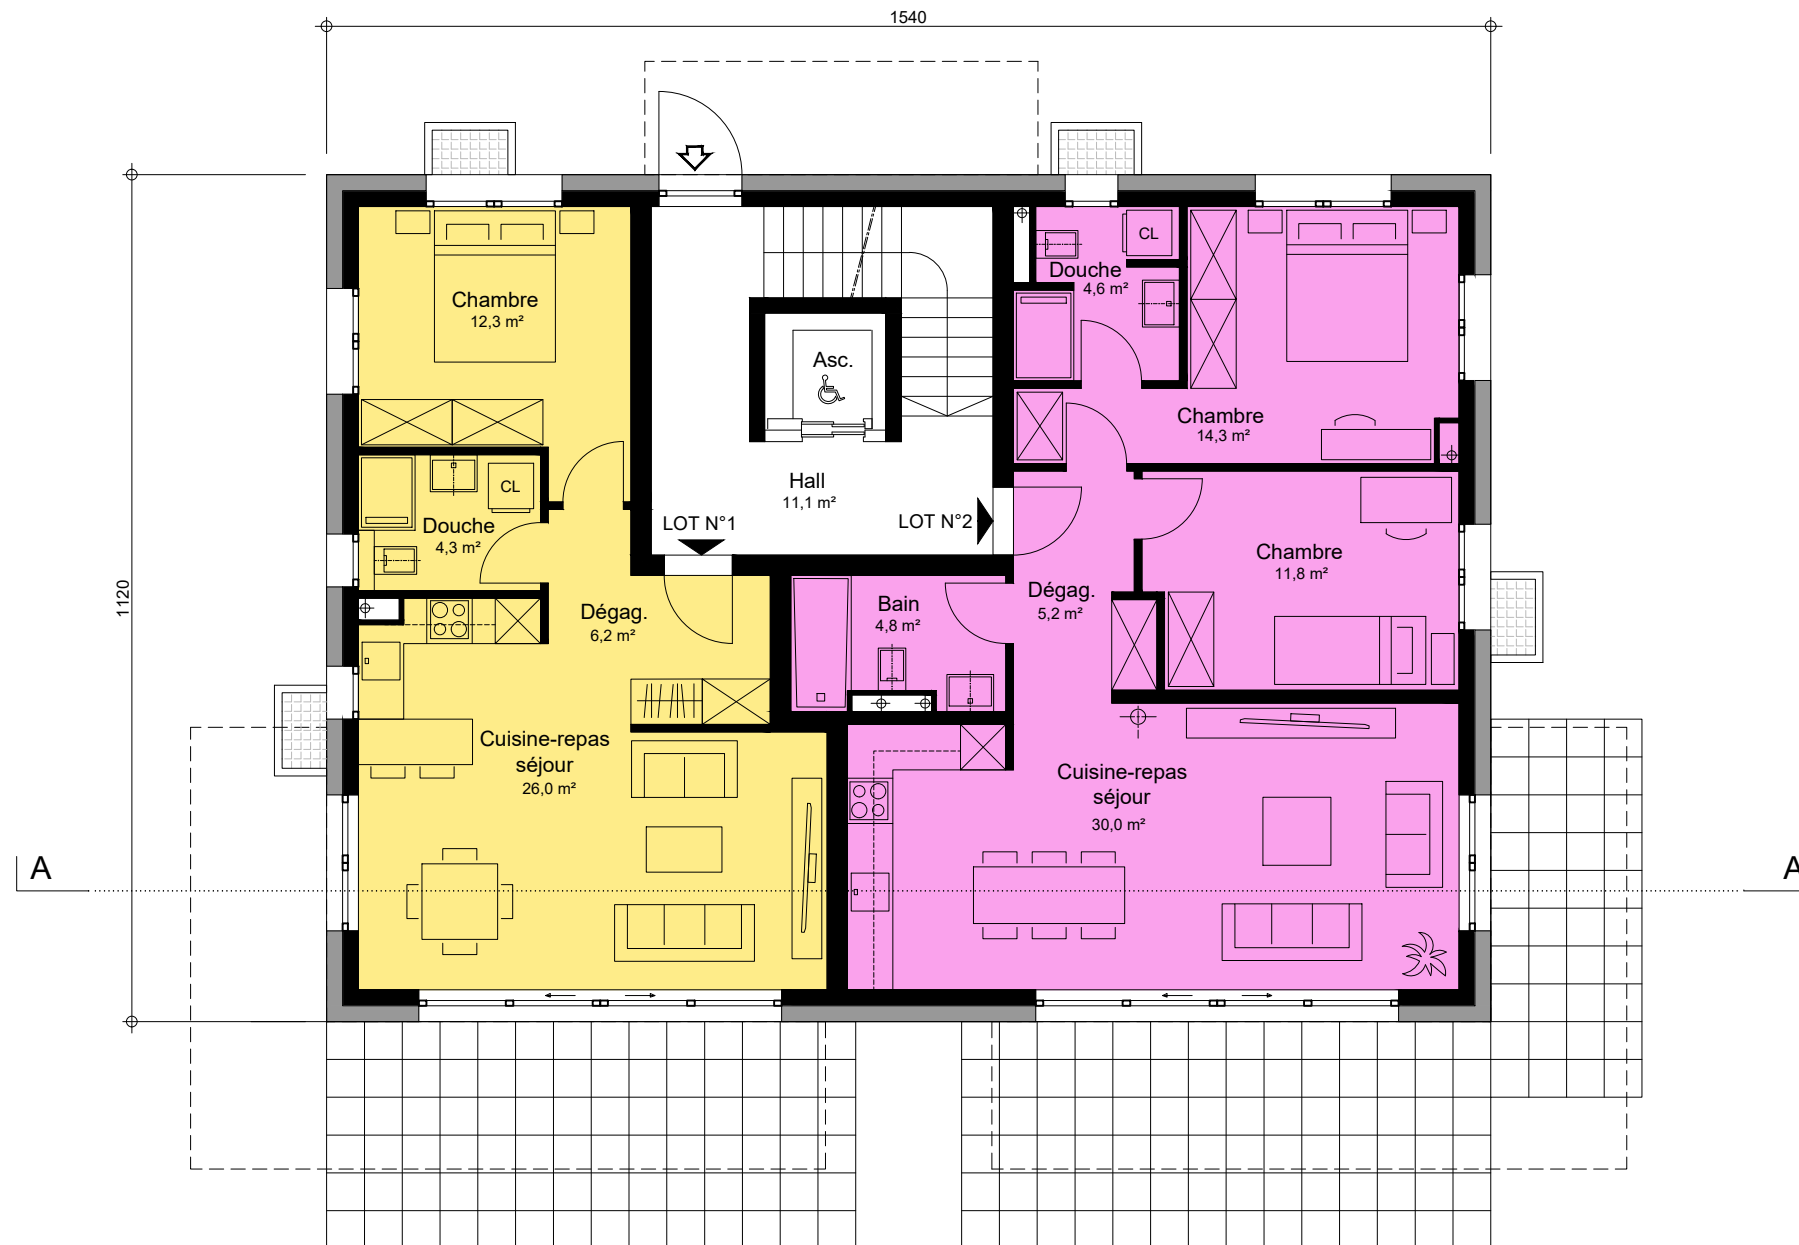 1540
1120
Chambre
12,3 m²
CL
Douche
4,3 m²
Dégag.
6,2 m²
Cuisine-repas
séjour
26,0 m²
Asc.
Hall
11,1 m²
LOT N°1
LOT N°2
CL
Douche
4,6 m²
Chambre
14,3 m²
Chambre
11,8 m²
Bain
4,8 m²
Dégag.
5,2 m²
Cuisine-repas
séjour
30,0 m²
A
A